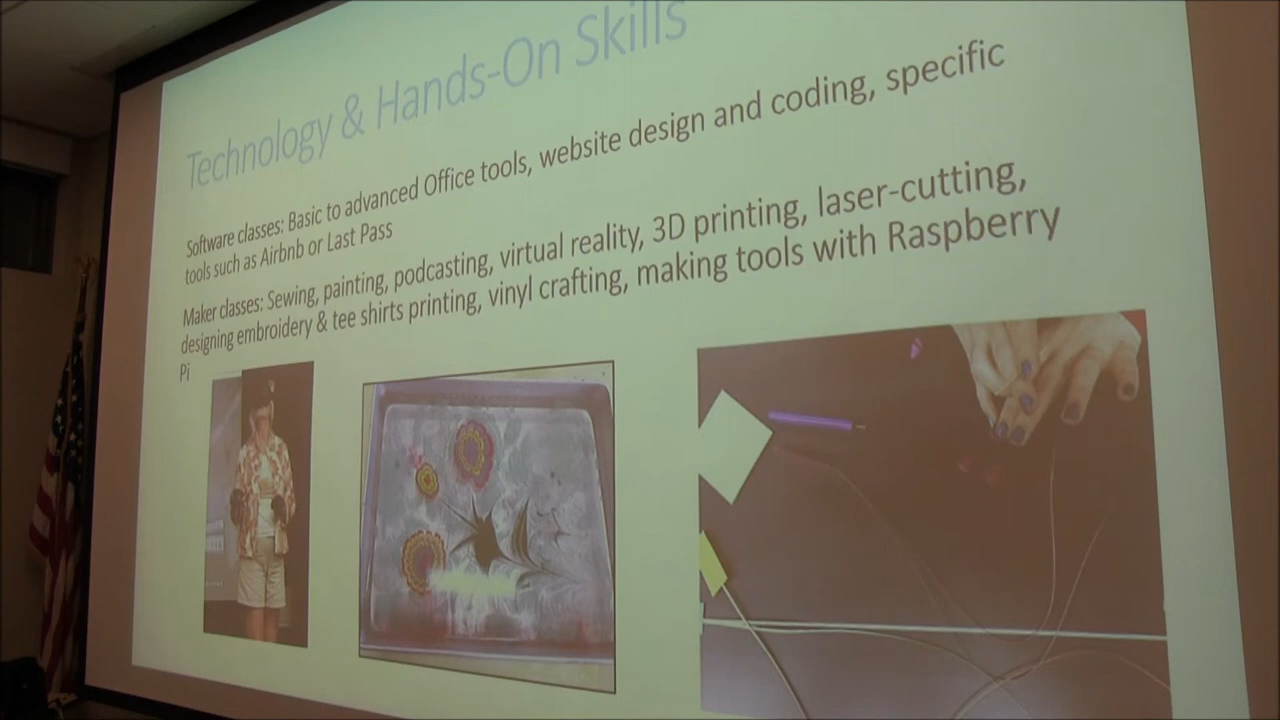 Technology & Hands-On Skills
Software classes: Basic to advanced Office tools, website design and coding, specific
tools such as Airbnb or Last Pass
Maker classes: Sewing, painting, podcasting, virtual reality, 3D printing, laser-cutting,
designing embroidery & tee shirts printing, vinyl crafting, making tools with Raspberry
Pi